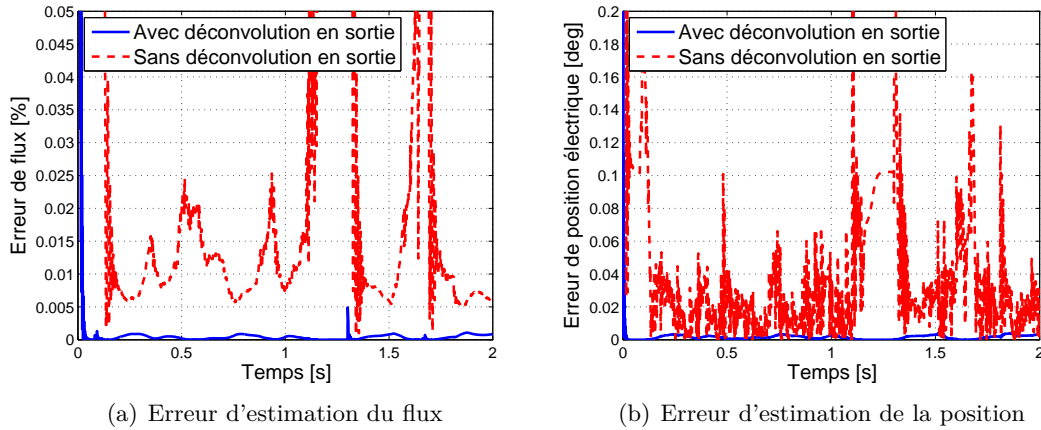 Avec déconvolution en sortie
Sans déconvolution en sortie
Erreur de flux [%]
0.05
0.045
0.04
0.035
0.03
0.025
0.02
0.015
0.01
0.005
0
0 0.5 1 1.5 2
Temps [s]
(a) Erreur d'estimation du flux
Avec déconvolution en sortie
Sans déconvolution en sortie
Erreur de position électrique [deg]
0.2
0.18
0.16
0.14
0.12
0.1
0.08
0.06
0.04
0.02
0
0 0.5 1 1.5 2
Temps [s]
(b) Erreur d'estimation de la position